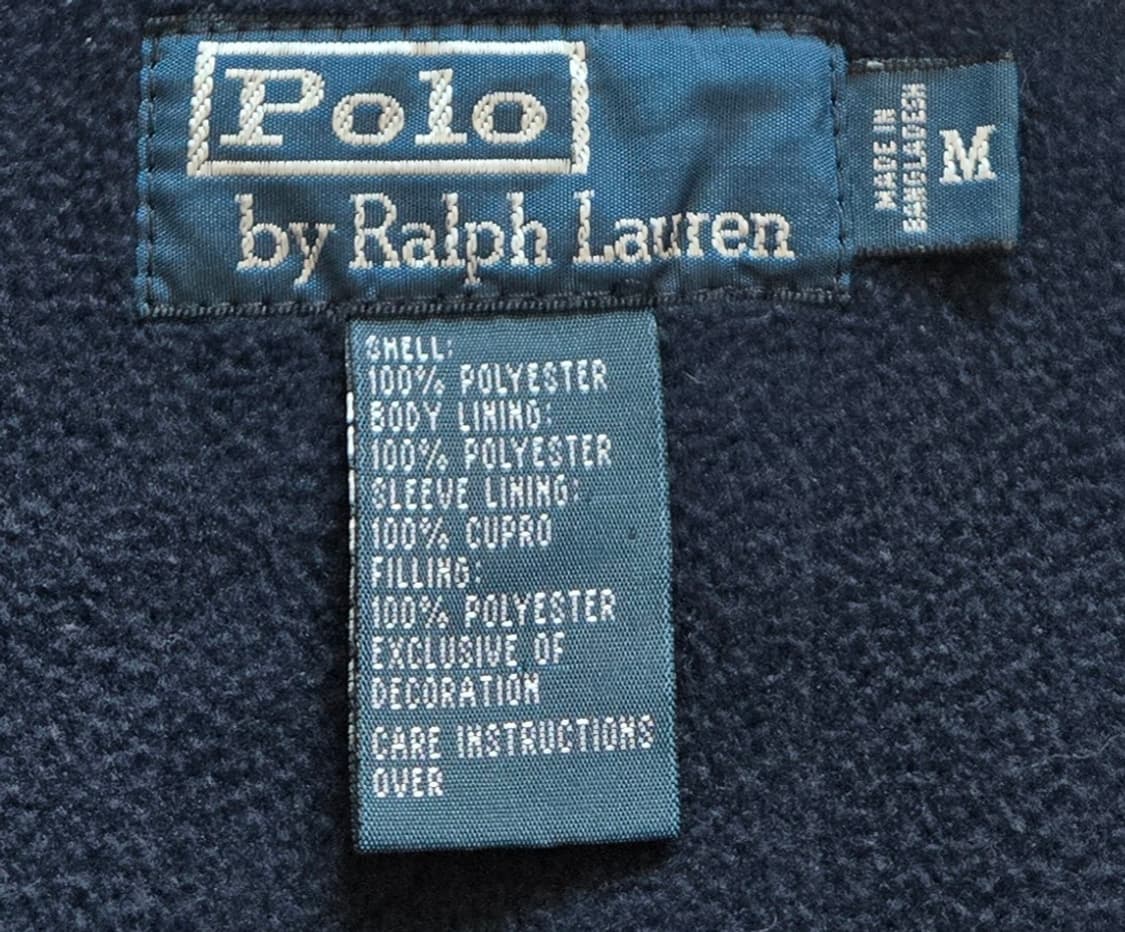 Polo
by Ralph Lauren
MADE IN
BANGLADESH
M
SHELL:
100% POLYESTER
BODY LINING:
100% POLYESTER
SLEEVE LINING:
100% CUPRO
FILLING:
100% POLYESTER
EXCLUSIVE OF
DECORATION
CARE INSTRUCTIONS
OVER